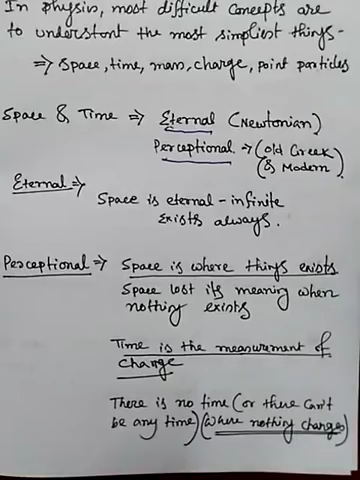 In physics, most difficult concepts are
to understant the most simpliest things-
⇒ space, time, mass, charge, point particles
Space & Time ⇒ Eternal (Newtonian)
Perceptional ⇒ (Old Greek & Modern)
Eternal ⇒
Space is eternal - infinite
exists always.
Perceptional ⇒ Space is where things exists
Space lost its meaning when
nothing exists
Time is the measurement of
change
There is no time (or there can't
be any time) (where nothing changes)